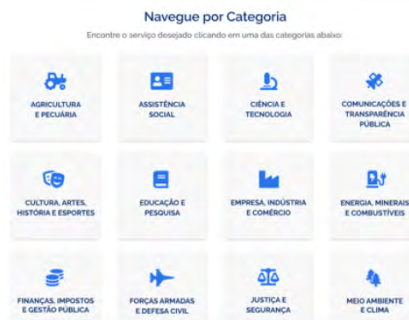 Navegue por Categoria
Encontre o serviço desejado clicando em uma das categorias abaixo:
AGRICULTURA
E PECUÁRIA
ASSISTÊNCIA
SOCIAL
CIÊNCIA E
TECNOLOGIA
COMUNICAÇÕES E
TRANSPARÊNCIA
PÚBLICA
CULTURA, ARTES,
HISTÓRIA E ESPORTES
EDUCAÇÃO E
PESQUISA
EMPRESA, INDÚSTRIA
E COMÉRCIO
ENERGIA, MINERAIS
E COMBUSTÍVEIS
FINANÇAS, IMPOSTOS
E GESTÃO PÚBLICA
FORÇAS ARMADAS
E DEFESA CIVIL
JUSTIÇA E
SEGURANÇA
MEIO AMBIENTE
E CLIMA